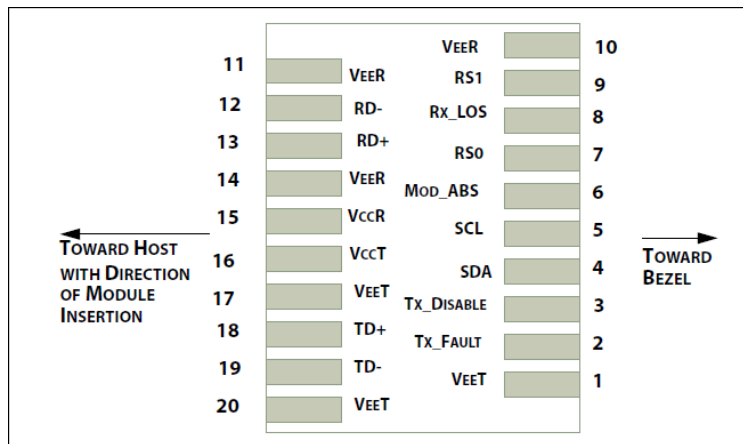 VEER 10
11 VEER
RS1 9
12 RD-
RX_LOS 8
13 RD+
RS0 7
14 VEER
MOD_ABS 6
15 VCCR
SCL 5
16 VCCT
SDA 4
17 VEET
TX_DISABLE 3
18 TD+
TX_FAULT 2
19 TD-
VEET 1
20 VEET
TOWARD HOST
WITH DIRECTION
OF MODULE
INSERTION
TOWARD
BEZEL